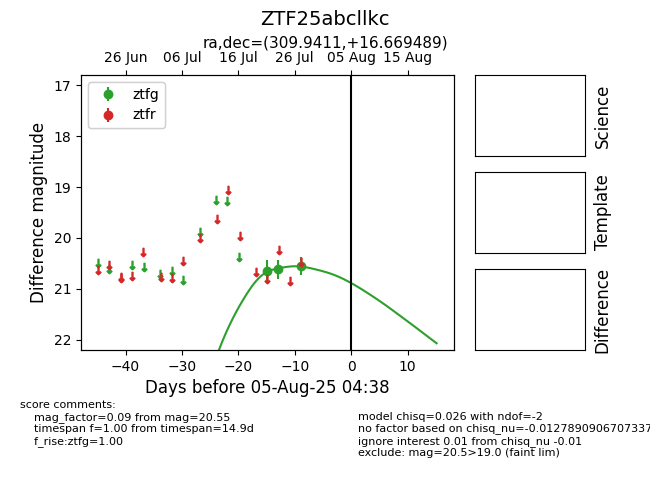 ZTF25abcllkc
ra,dec=(309.9411,+16.669489)
26 Jun 06 Jul 16 Jul 26 Jul 05 Aug 15 Aug
ztfg
ztfr
17
18
19
20
21
22
Difference magnitude
−40 −30 −20 −10 0 10
Days before 05-Aug-25 04:38
Science
Template
Difference
score comments:
mag_factor=0.09 from mag=20.55
timespan f=1.00 from timespan=14.9d
f_rise:ztfg=1.00
model chisq=0.026 with ndof=-2
no factor based on chisq_nu=-0.0127890906707337
ignore interest 0.01 from chisq_nu -0.01
exclude: mag=20.5>19.0 (faint lim)